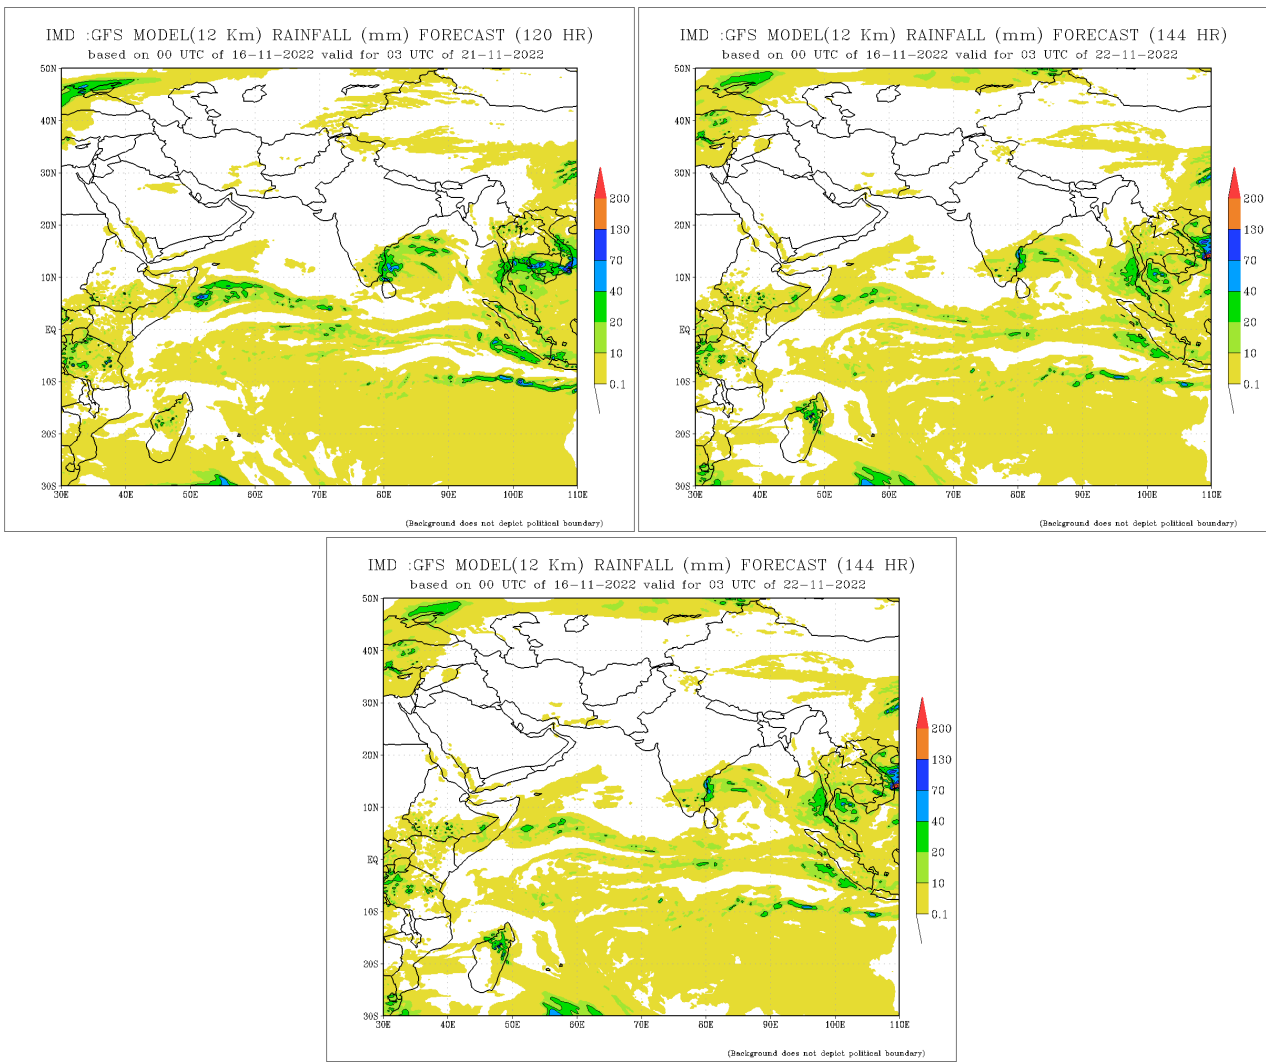 IMD :GFS MODEL(12 Km) RAINFALL (mm) FORECAST (120 HR)
based on 00 UTC of 16-11-2022 valid for 03 UTC of 21-11-2022
50N
40N
30N
20N
10N
EQ
10S
20S
30S
30E 40E 50E 60E 70E 80E 90E 100E 110E
200
130
70
40
20
10
0.1
(Background does not depict political boundary)
IMD :GFS MODEL(12 Km) RAINFALL (mm) FORECAST (144 HR)
based on 00 UTC of 16-11-2022 valid for 03 UTC of 22-11-2022
50N
40N
30N
20N
10N
EQ
10S
20S
30S
30E 40E 50E 60E 70E 80E 90E 100E 110E
200
130
70
40
20
10
0.1
(Background does not depict political boundary)
IMD :GFS MODEL(12 Km) RAINFALL (mm) FORECAST (144 HR)
based on 00 UTC of 16-11-2022 valid for 03 UTC of 22-11-2022
50N
40N
30N
20N
10N
EQ
10S
20S
30S
30E 40E 50E 60E 70E 80E 90E 100E 110E
200
130
70
40
20
10
0.1
(Background does not depict political boundary)